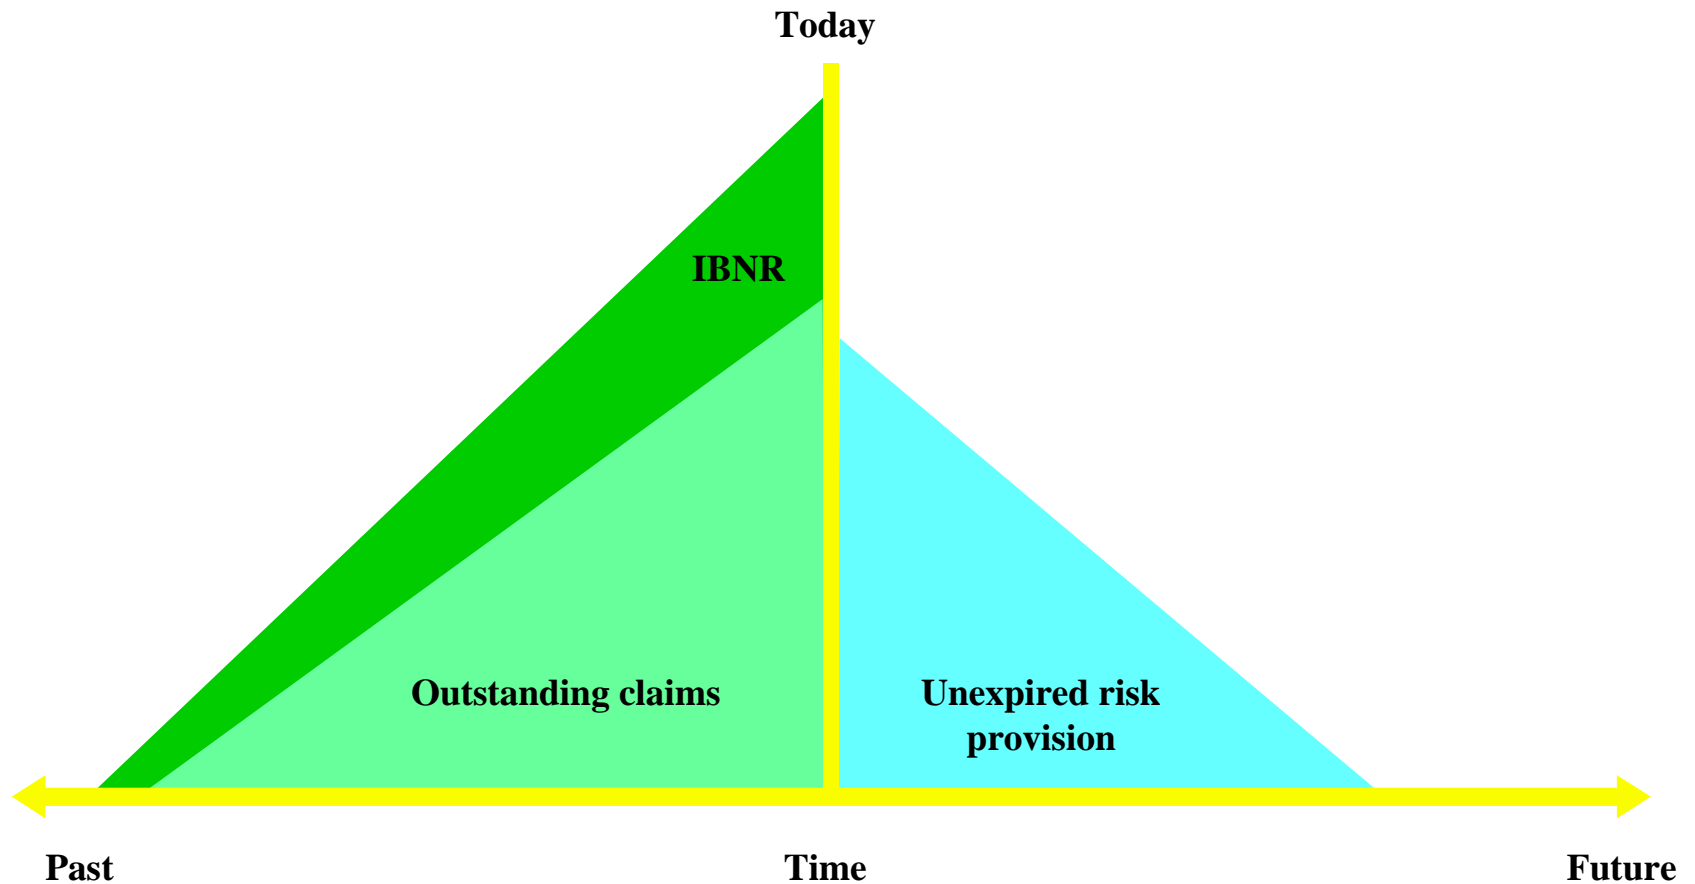 Today
IBNR
Outstanding claims
Unexpired risk
provision
Past
Time
Future